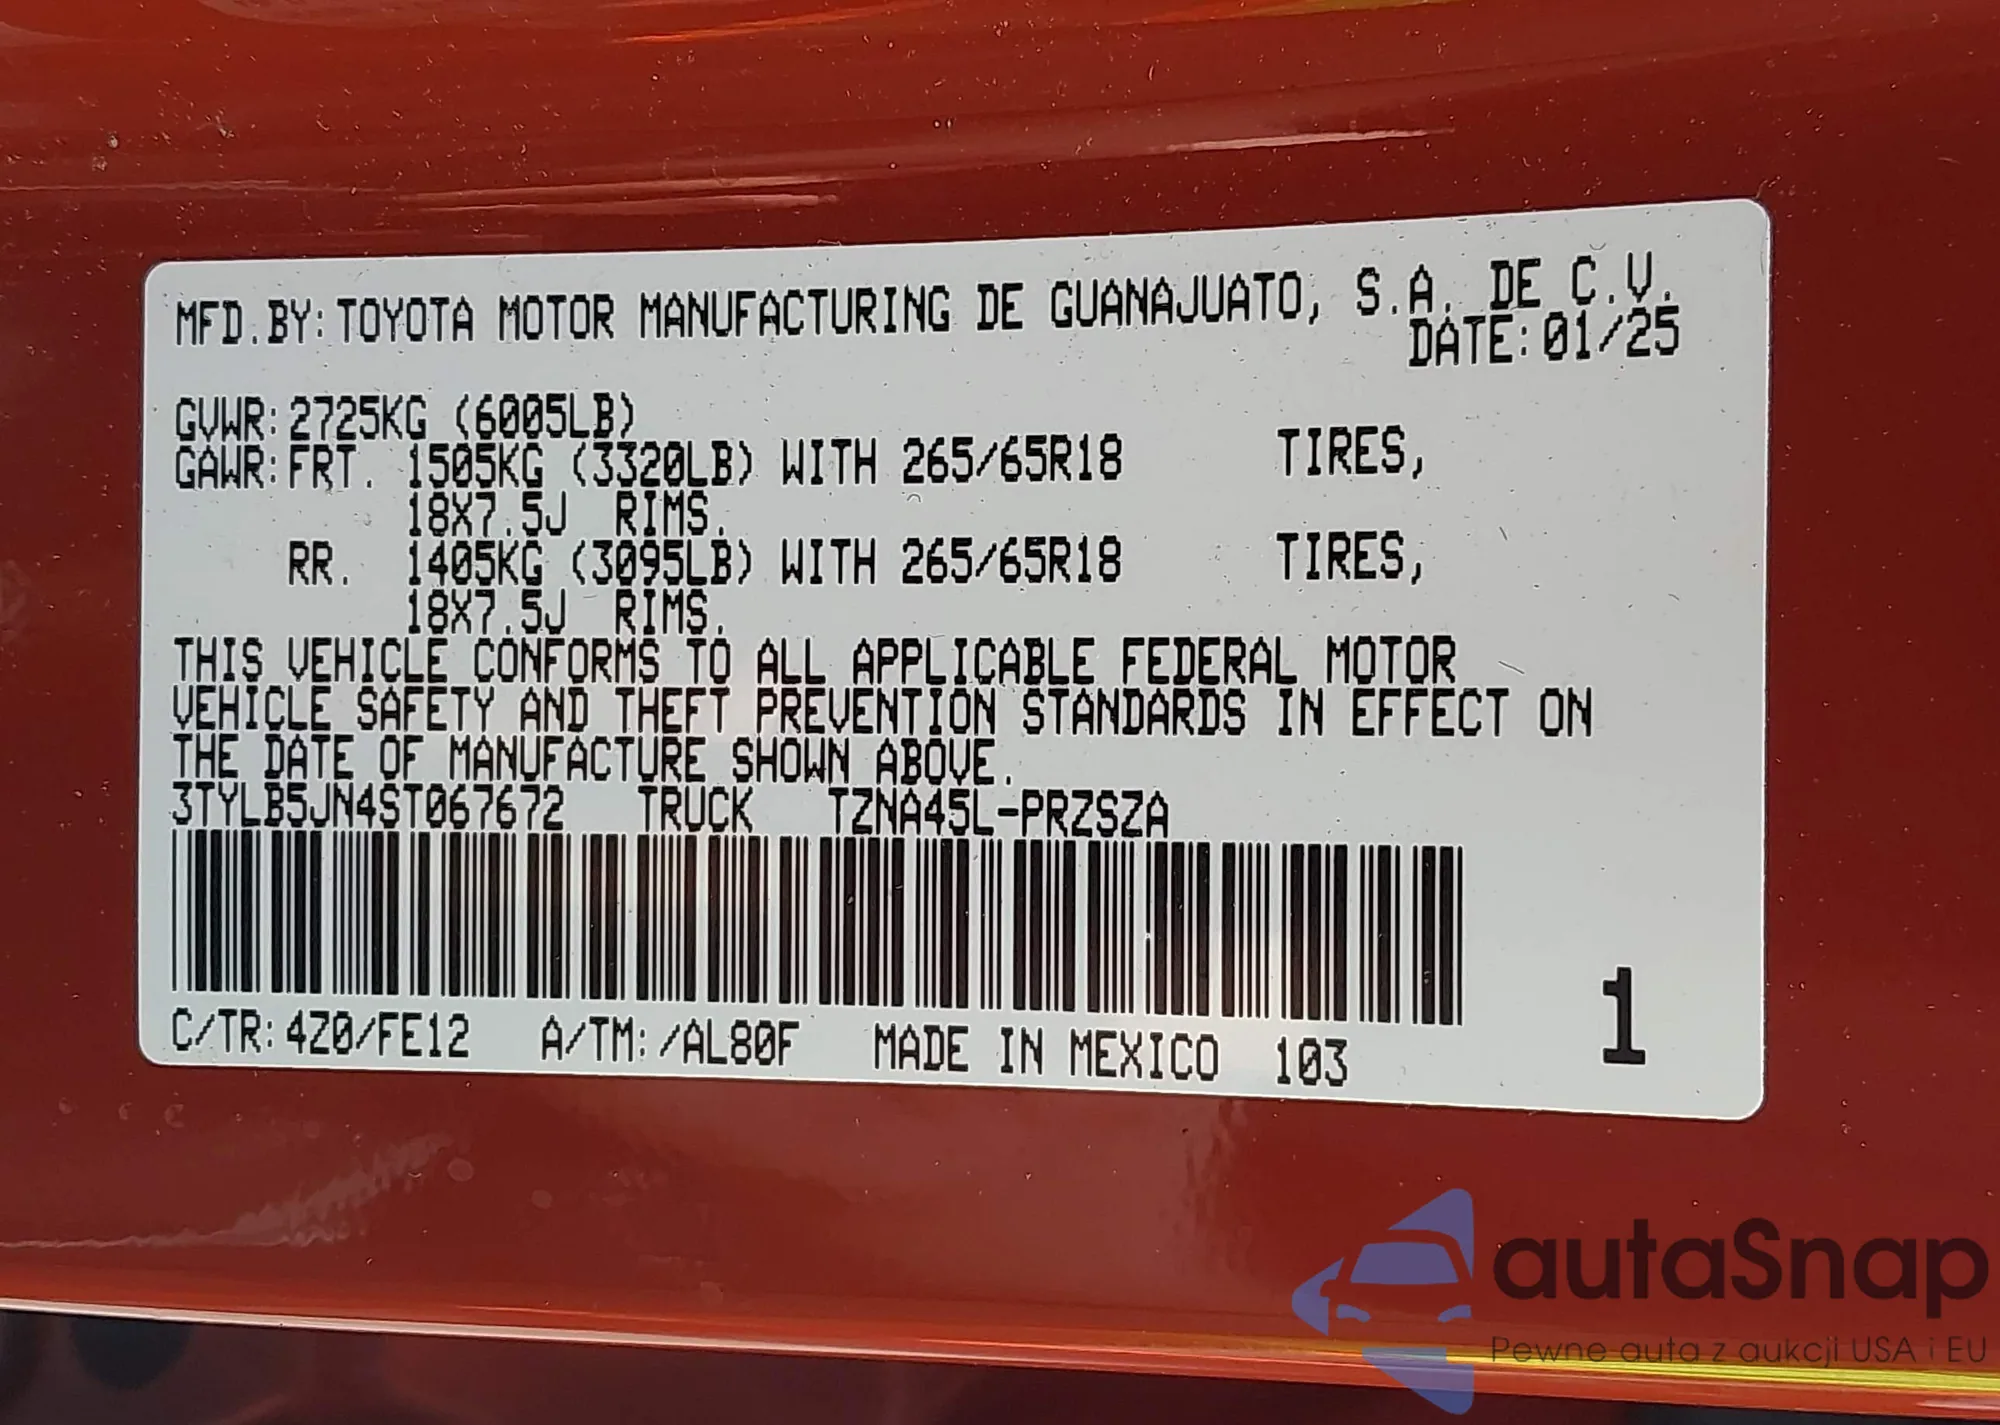 MFD.BY:TOYOTA MOTOR MANUFACTURING DE GUANAJUATO, S.A. DE C.V.
DATE:01/25
GVWR:2725KG (6005LB)
GAWR:FRT. 1505KG (3320LB) WITH 265/65R18 TIRES,
18X7.5J RIMS.
RR. 1405KG (3095LB) WITH 265/65R18 TIRES,
18X7.5J RIMS.
THIS VEHICLE CONFORMS TO ALL APPLICABLE FEDERAL MOTOR
VEHICLE SAFETY AND THEFT PREVENTION STANDARDS IN EFFECT ON
THE DATE OF MANUFACTURE SHOWN ABOVE.
3TYLB5JN4ST067672 TRUCK TZNA45L-PRZSZA
C/TR:4Z0/FE12 A/TM:/AL80F MADE IN MEXICO 103
1
autaSnap
Pewne auta z aukcji USA i EU